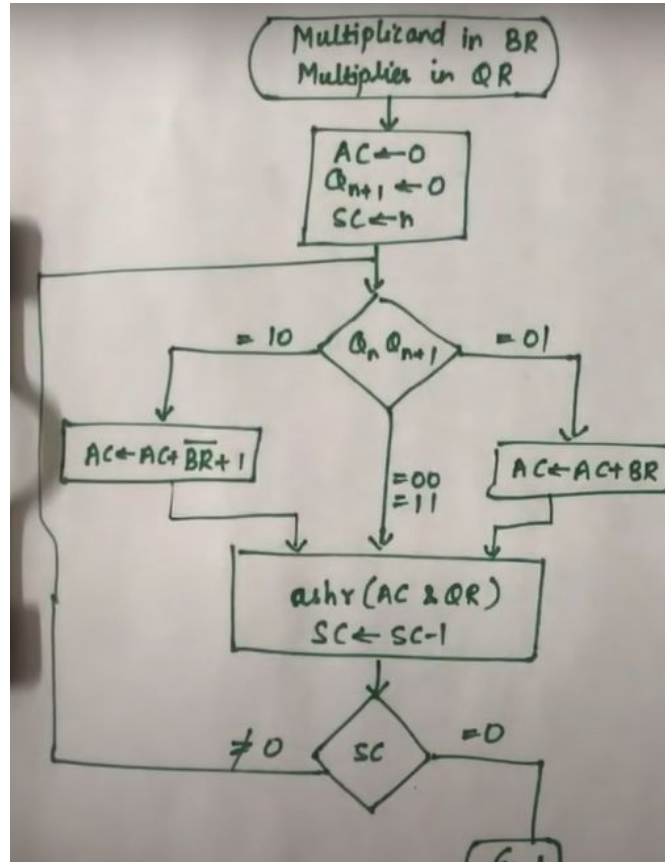 Multiplicand in BR
Multiplier in QR
AC←0
Qn+1 ←0
SC←n
Qn Qn+1
= 10
= 01
AC←AC+B̅R̅+1
=00
=11
AC←AC+BR
ashr(AC & QR)
SC← SC-1
SC
≠0
=0